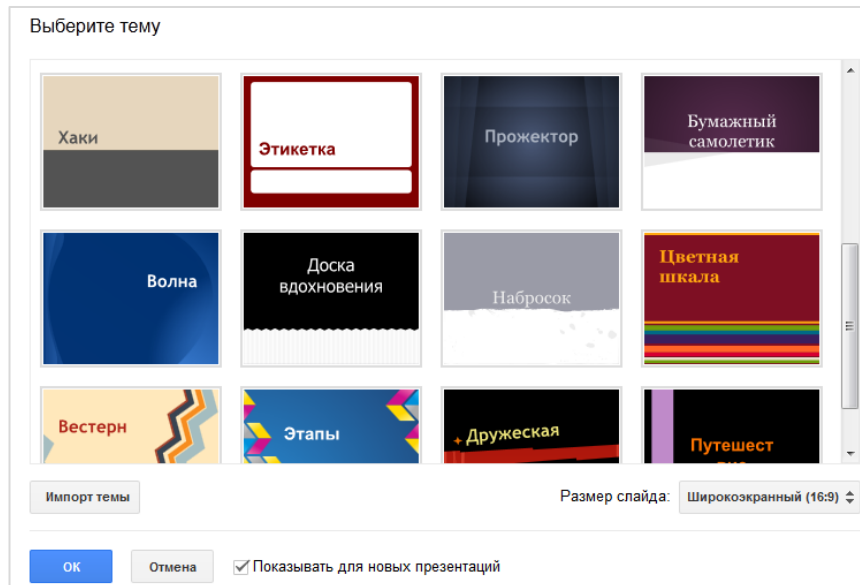 Выберите тему
Хаки
Этикетка
Прожектор
Бумажный
самолетик
Волна
Доска
вдохновения
Набросок
Цветная
шкала
Вестерн
Этапы
Дружеская
Путешест
Импорт темы
Размер слайда:
Широкоэкранный (16:9)
ОК
Отмена
Показывать для новых презентаций